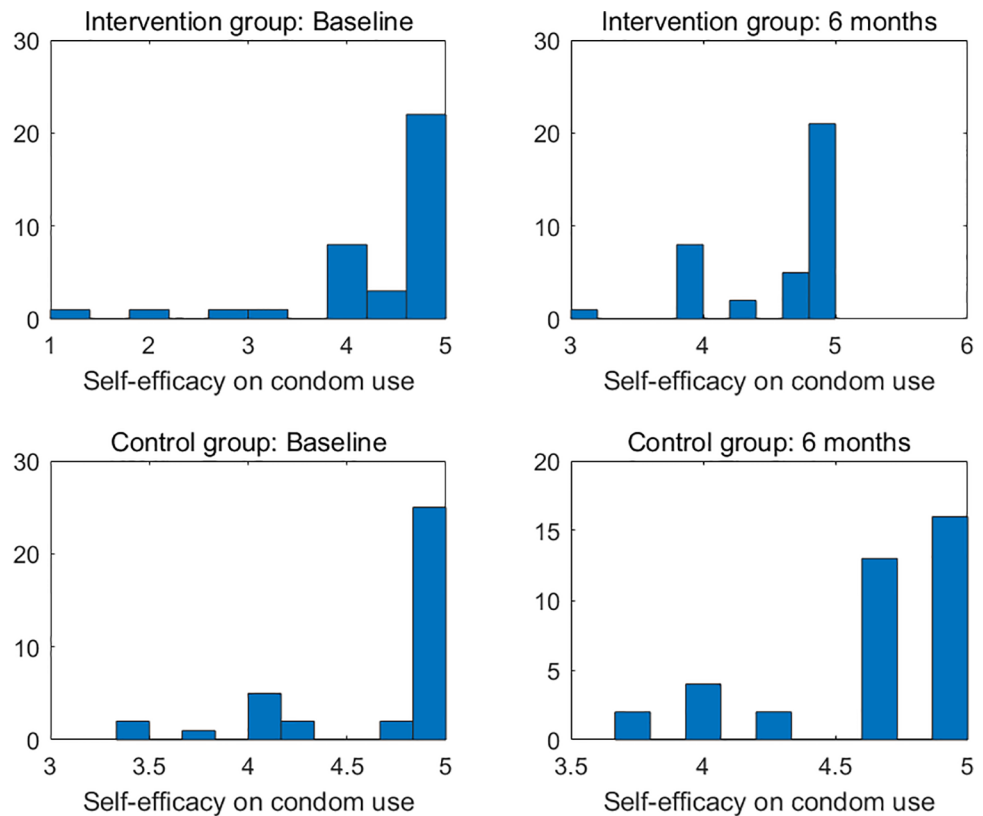 Intervention group: Baseline
30
20
10
0
1 2 3 4 5
Self-efficacy on condom use
Intervention group: 6 months
30
20
10
0
3 4 5 6
Self-efficacy on condom use
Control group: Baseline
30
20
10
0
3 3.5 4 4.5 5
Self-efficacy on condom use
Control group: 6 months
20
15
10
5
0
3.5 4 4.5 5
Self-efficacy on condom use